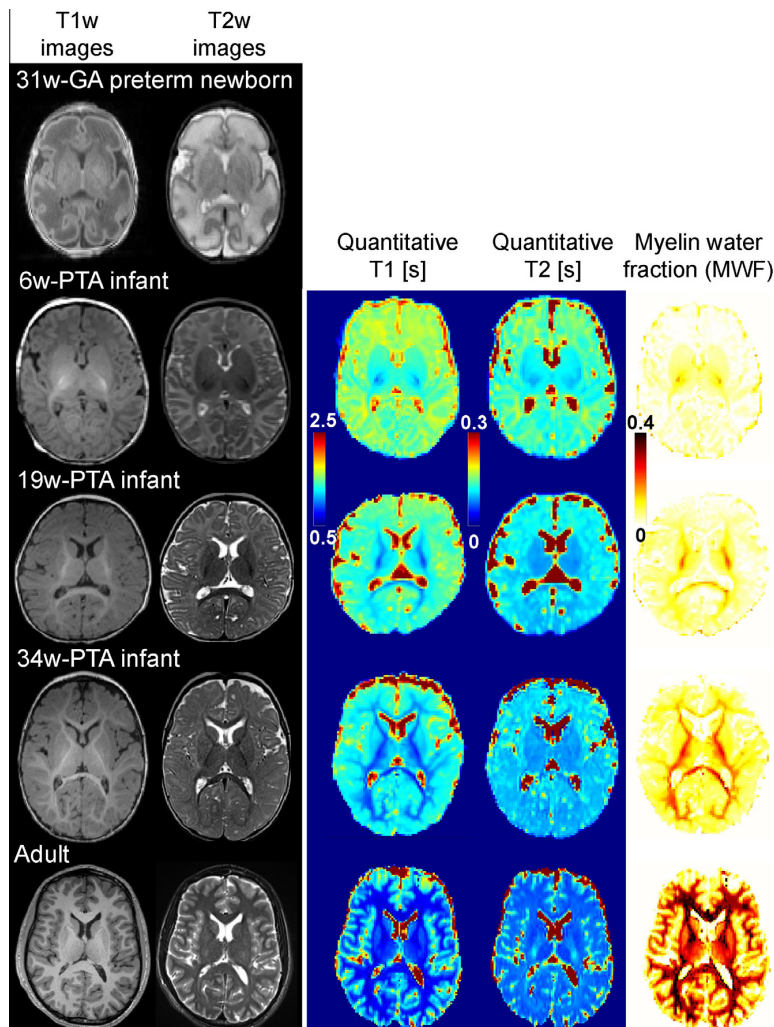 T1w
images
T2w
images
31w-GA preterm newborn
Quantitative
T1 [s]
Quantitative
T2 [s]
Myelin water
fraction (MWF)
6w-PTA infant
2.5
0.5
0.3
0
0.4
0
19w-PTA infant
34w-PTA infant
Adult